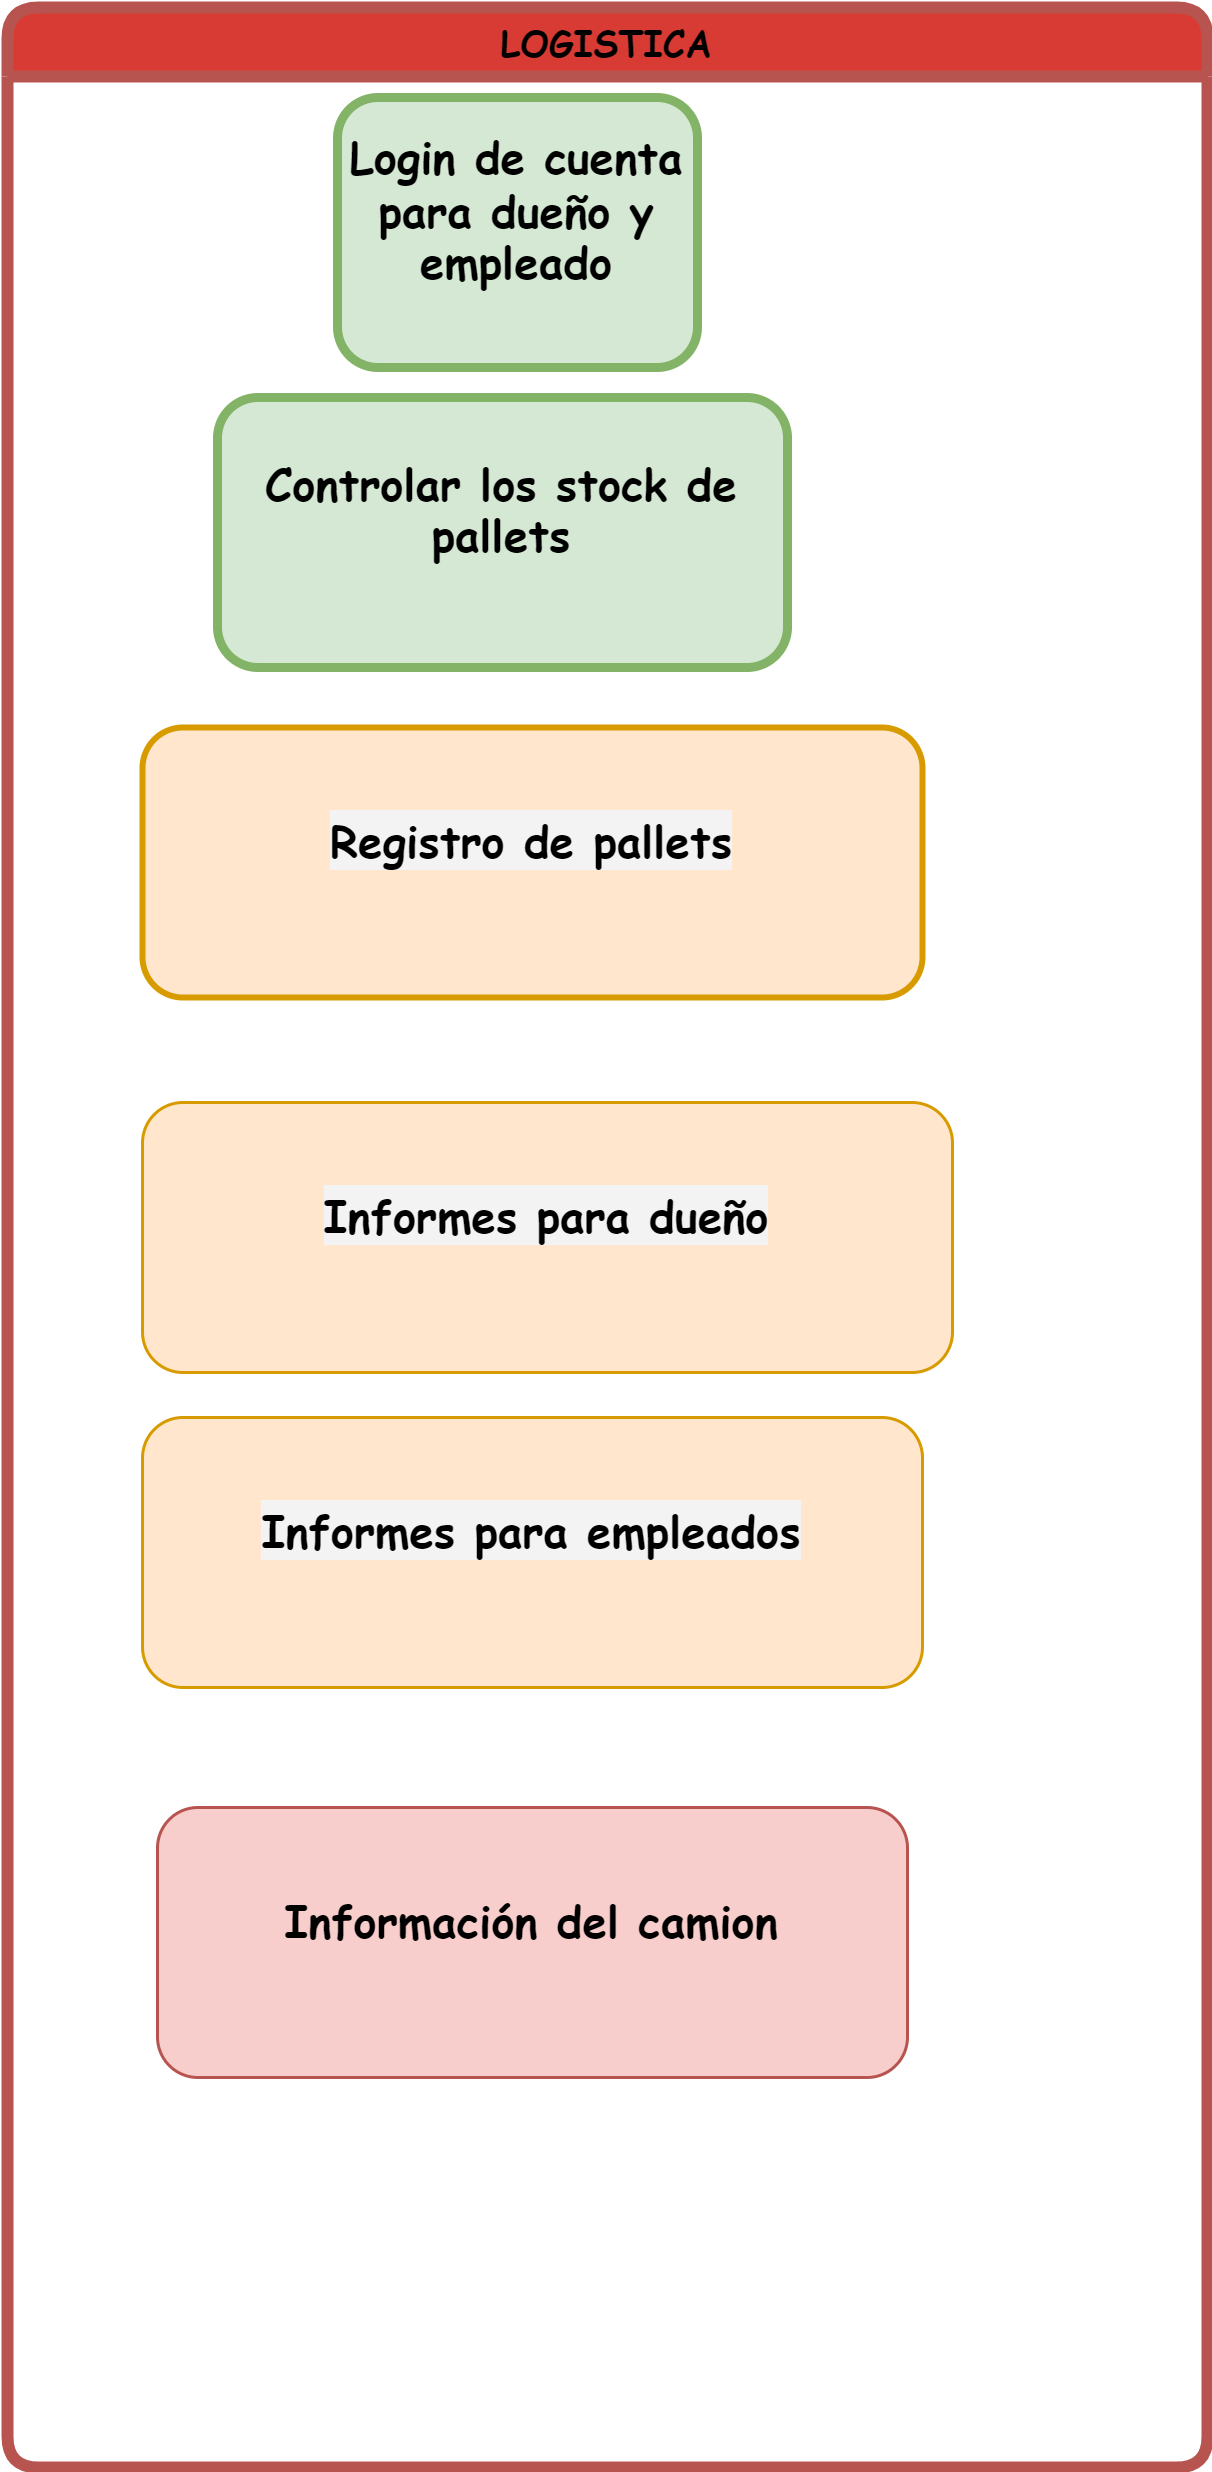 LOGISTICA
Login de cuenta
para dueño y
empleado
Controlar los stock de
pallets
Registro de pallets
Informes para dueño
Informes para empleados
Información del camion